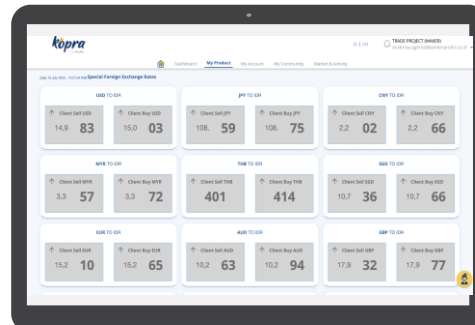 kopra
ID | EN
TRADE PROJECT (MAKER)
Dashboard My Product My Account My Community Market & Activity
Special Foreign Exchange Rates
USD TO IDR
JPY TO IDR
CNY TO IDR
Client Sell USD Client Buy USD
Client Sell JPY Client Buy JPY
Client Sell CNY Client Buy CNY
14,9 83 15,0 03
108. 59 108. 75
2,2 02 2,2 66
MYR TO IDR
THB TO IDR
SGD TO IDR
Client Sell MYR Client Buy MYR
Client Sell THB Client Buy THB
Client Sell SGD Client Buy SGD
3,3 57 3,3 72
401 414
10,7 36 10,7 66
EUR TO IDR
AUD TO IDR
GBP TO IDR
Client Sell EUR Client Buy EUR
Client Sell AUD Client Buy AUD
Client Sell GBP Client Buy GBP
15,2 10 15,2 65
10,2 63 10,2 94
17,9 32 17,9 77